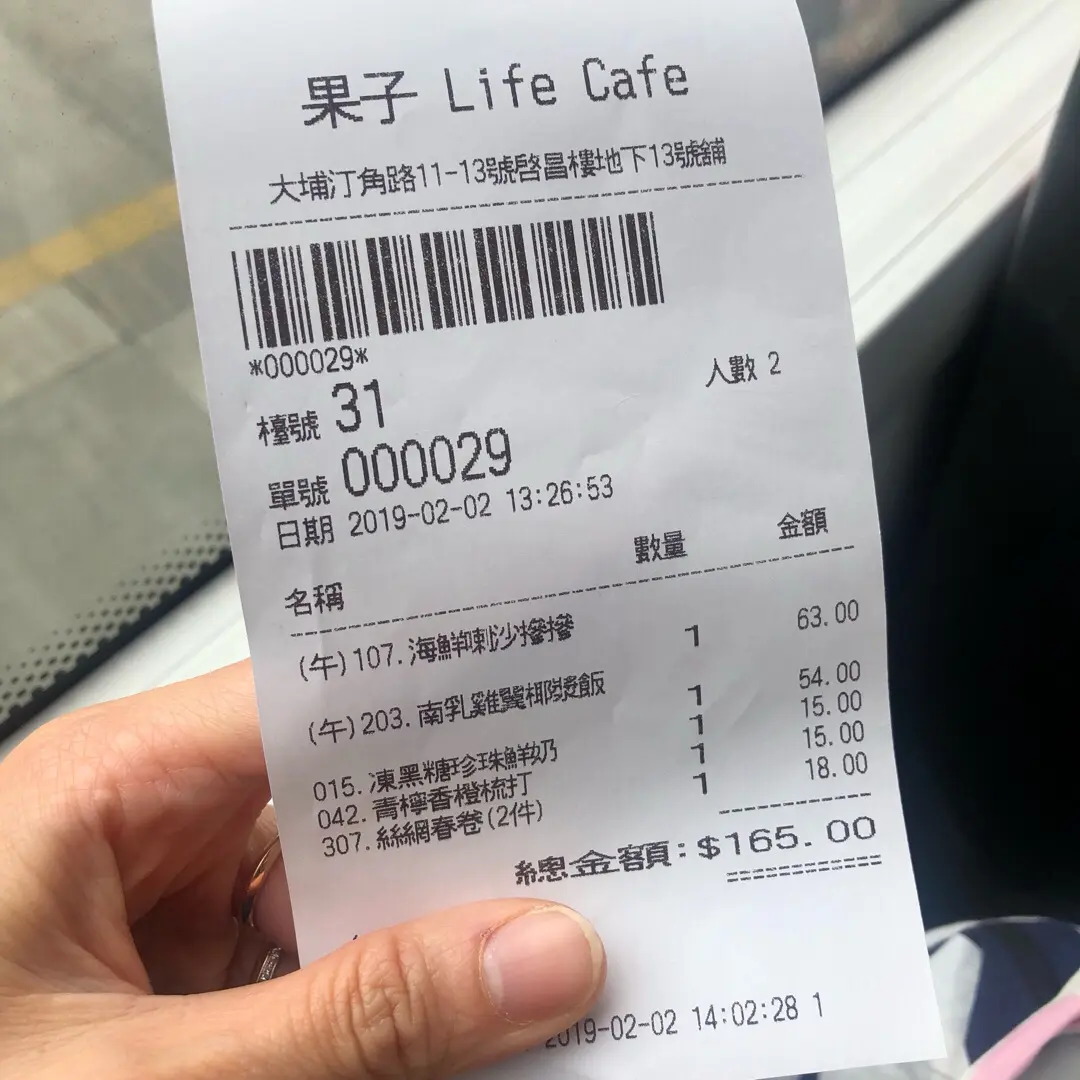 果子 Life Cafe
大埔汀角路11-13號啓昌樓地下13號舖
*000029*
檯號 31 人數 2
單號 000029
日期 2019-02-02 13:26:53
名稱 數量 金額
(午)107.海鮮喇沙摻摻 1 63.00
(午)203.南乳雞翼椰漿飯 1 54.00
015.凍黑糖珍珠鮮奶 1 15.00
042.青檸香橙梳打 1 15.00
307.絲網春卷(2件) 1 18.00
總金額:$165.00
2019-02-02 14:02:28 1